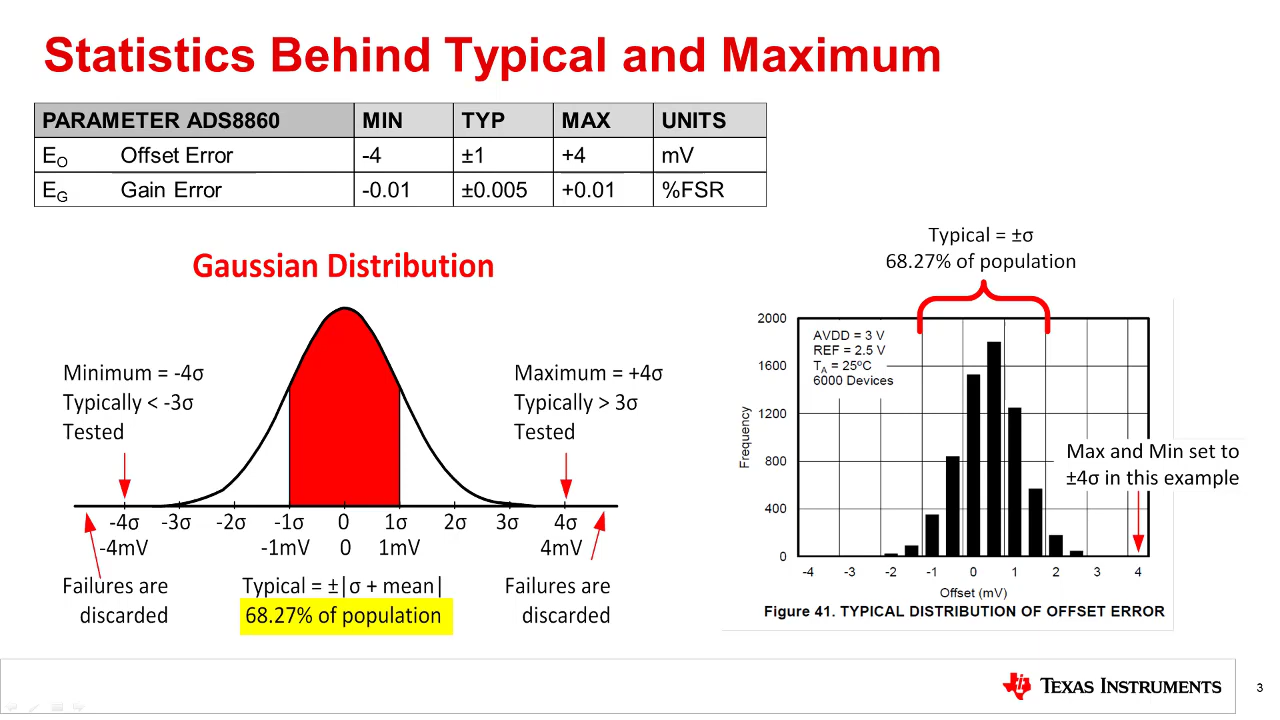 Statistics Behind Typical and Maximum
PARAMETER ADS8860 MIN TYP MAX UNITS
EO Offset Error -4 ±1 +4 mV
EG Gain Error -0.01 ±0.005 +0.01 %FSR
Gaussian Distribution
Minimum = -4σ
Typically < -3σ
Tested
Maximum = +4σ
Typically > 3σ
Tested
-4σ -3σ -2σ -1σ 0 1σ 2σ 3σ 4σ
-4mV -1mV 0 1mV 4mV
Failures are
discarded
Typical = ±|σ + mean|
68.27% of population
Failures are
discarded
Typical = ±σ
68.27% of population
2000
1600
1200
800
400
0
Frequency
AVDD = 3 V
REF = 2.5 V
TA = 25ºC
6000 Devices
Max and Min set to
±4σ in this example
-4 -3 -2 -1 0 1 2 3 4
Offset (mV)
Figure 41. TYPICAL DISTRIBUTION OF OFFSET ERROR
TEXAS INSTRUMENTS
3